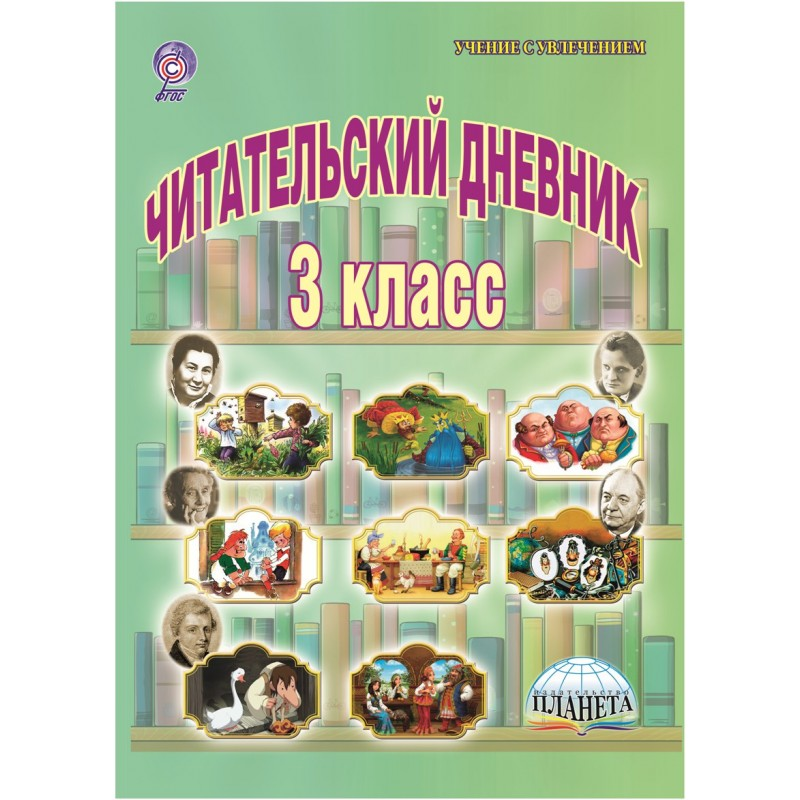 УЧЕНИЕ С УВЛЕЧЕНИЕМ
ФГОС
ЧИТАТЕЛЬСКИЙ ДНЕВНИК
3 класс
издательство
ПЛАНЕТА